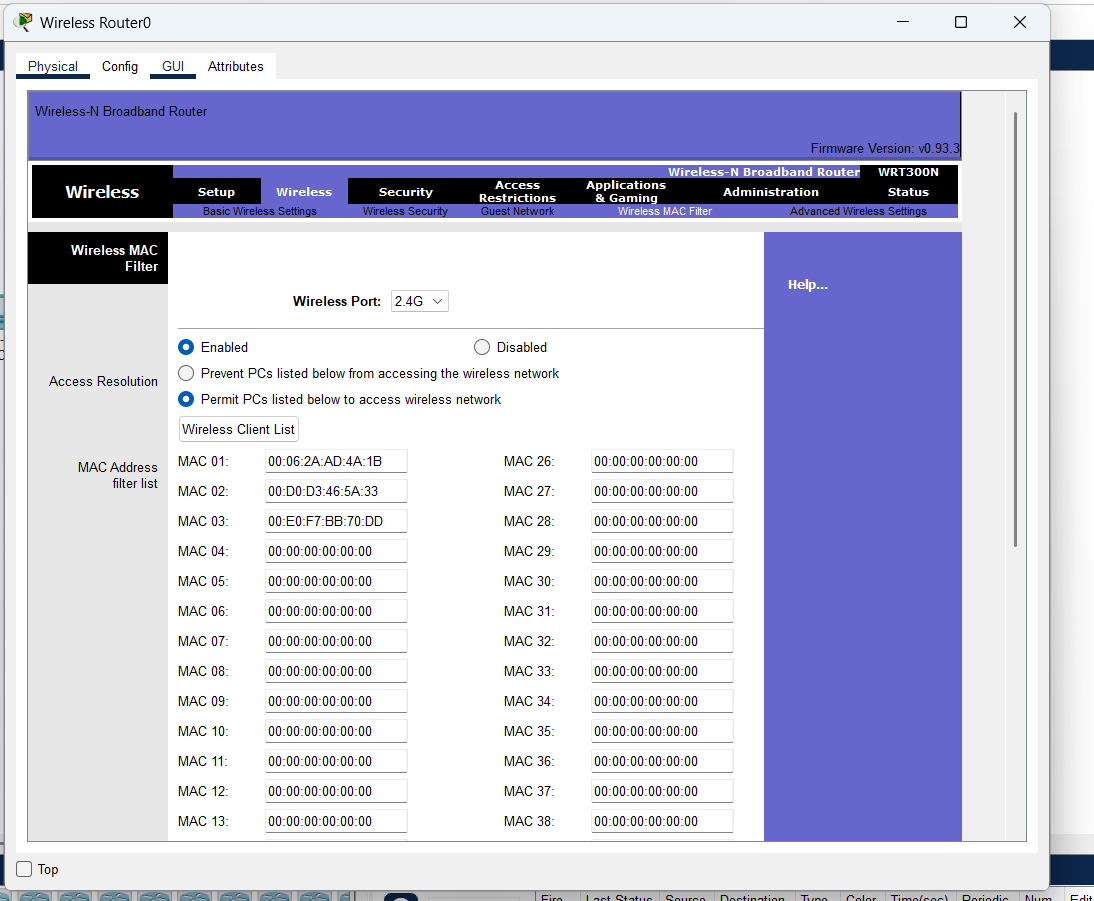 Wireless Router0
Physical Config GUI Attributes
Wireless-N Broadband Router
Firmware Version: v0.93.3
Wireless-N Broadband Router WRT300N
Wireless Setup Wireless Security Access Restrictions Applications & Gaming Administration Status
Basic Wireless Settings Wireless Security Guest Network Wireless MAC Filter Advanced Wireless Settings
Wireless MAC
Filter
Help...
Wireless Port: 2.4G
Enabled Disabled
Prevent PCs listed below from accessing the wireless network
Access Resolution
Permit PCs listed below to access wireless network
Wireless Client List
MAC Address
filter list
MAC 01: 00:06:2A:AD:4A:1B MAC 26: 00:00:00:00:00:00
MAC 02: 00:D0:D3:46:5A:33 MAC 27: 00:00:00:00:00:00
MAC 03: 00:E0:F7:BB:70:DD MAC 28: 00:00:00:00:00:00
MAC 04: 00:00:00:00:00:00 MAC 29: 00:00:00:00:00:00
MAC 05: 00:00:00:00:00:00 MAC 30: 00:00:00:00:00:00
MAC 06: 00:00:00:00:00:00 MAC 31: 00:00:00:00:00:00
MAC 07: 00:00:00:00:00:00 MAC 32: 00:00:00:00:00:00
MAC 08: 00:00:00:00:00:00 MAC 33: 00:00:00:00:00:00
MAC 09: 00:00:00:00:00:00 MAC 34: 00:00:00:00:00:00
MAC 10: 00:00:00:00:00:00 MAC 35: 00:00:00:00:00:00
MAC 11: 00:00:00:00:00:00 MAC 36: 00:00:00:00:00:00
MAC 12: 00:00:00:00:00:00 MAC 37: 00:00:00:00:00:00
MAC 13: 00:00:00:00:00:00 MAC 38: 00:00:00:00:00:00
Top
Fire Last Status Source Destination Type Color Time(sec) Periodic Num Edit